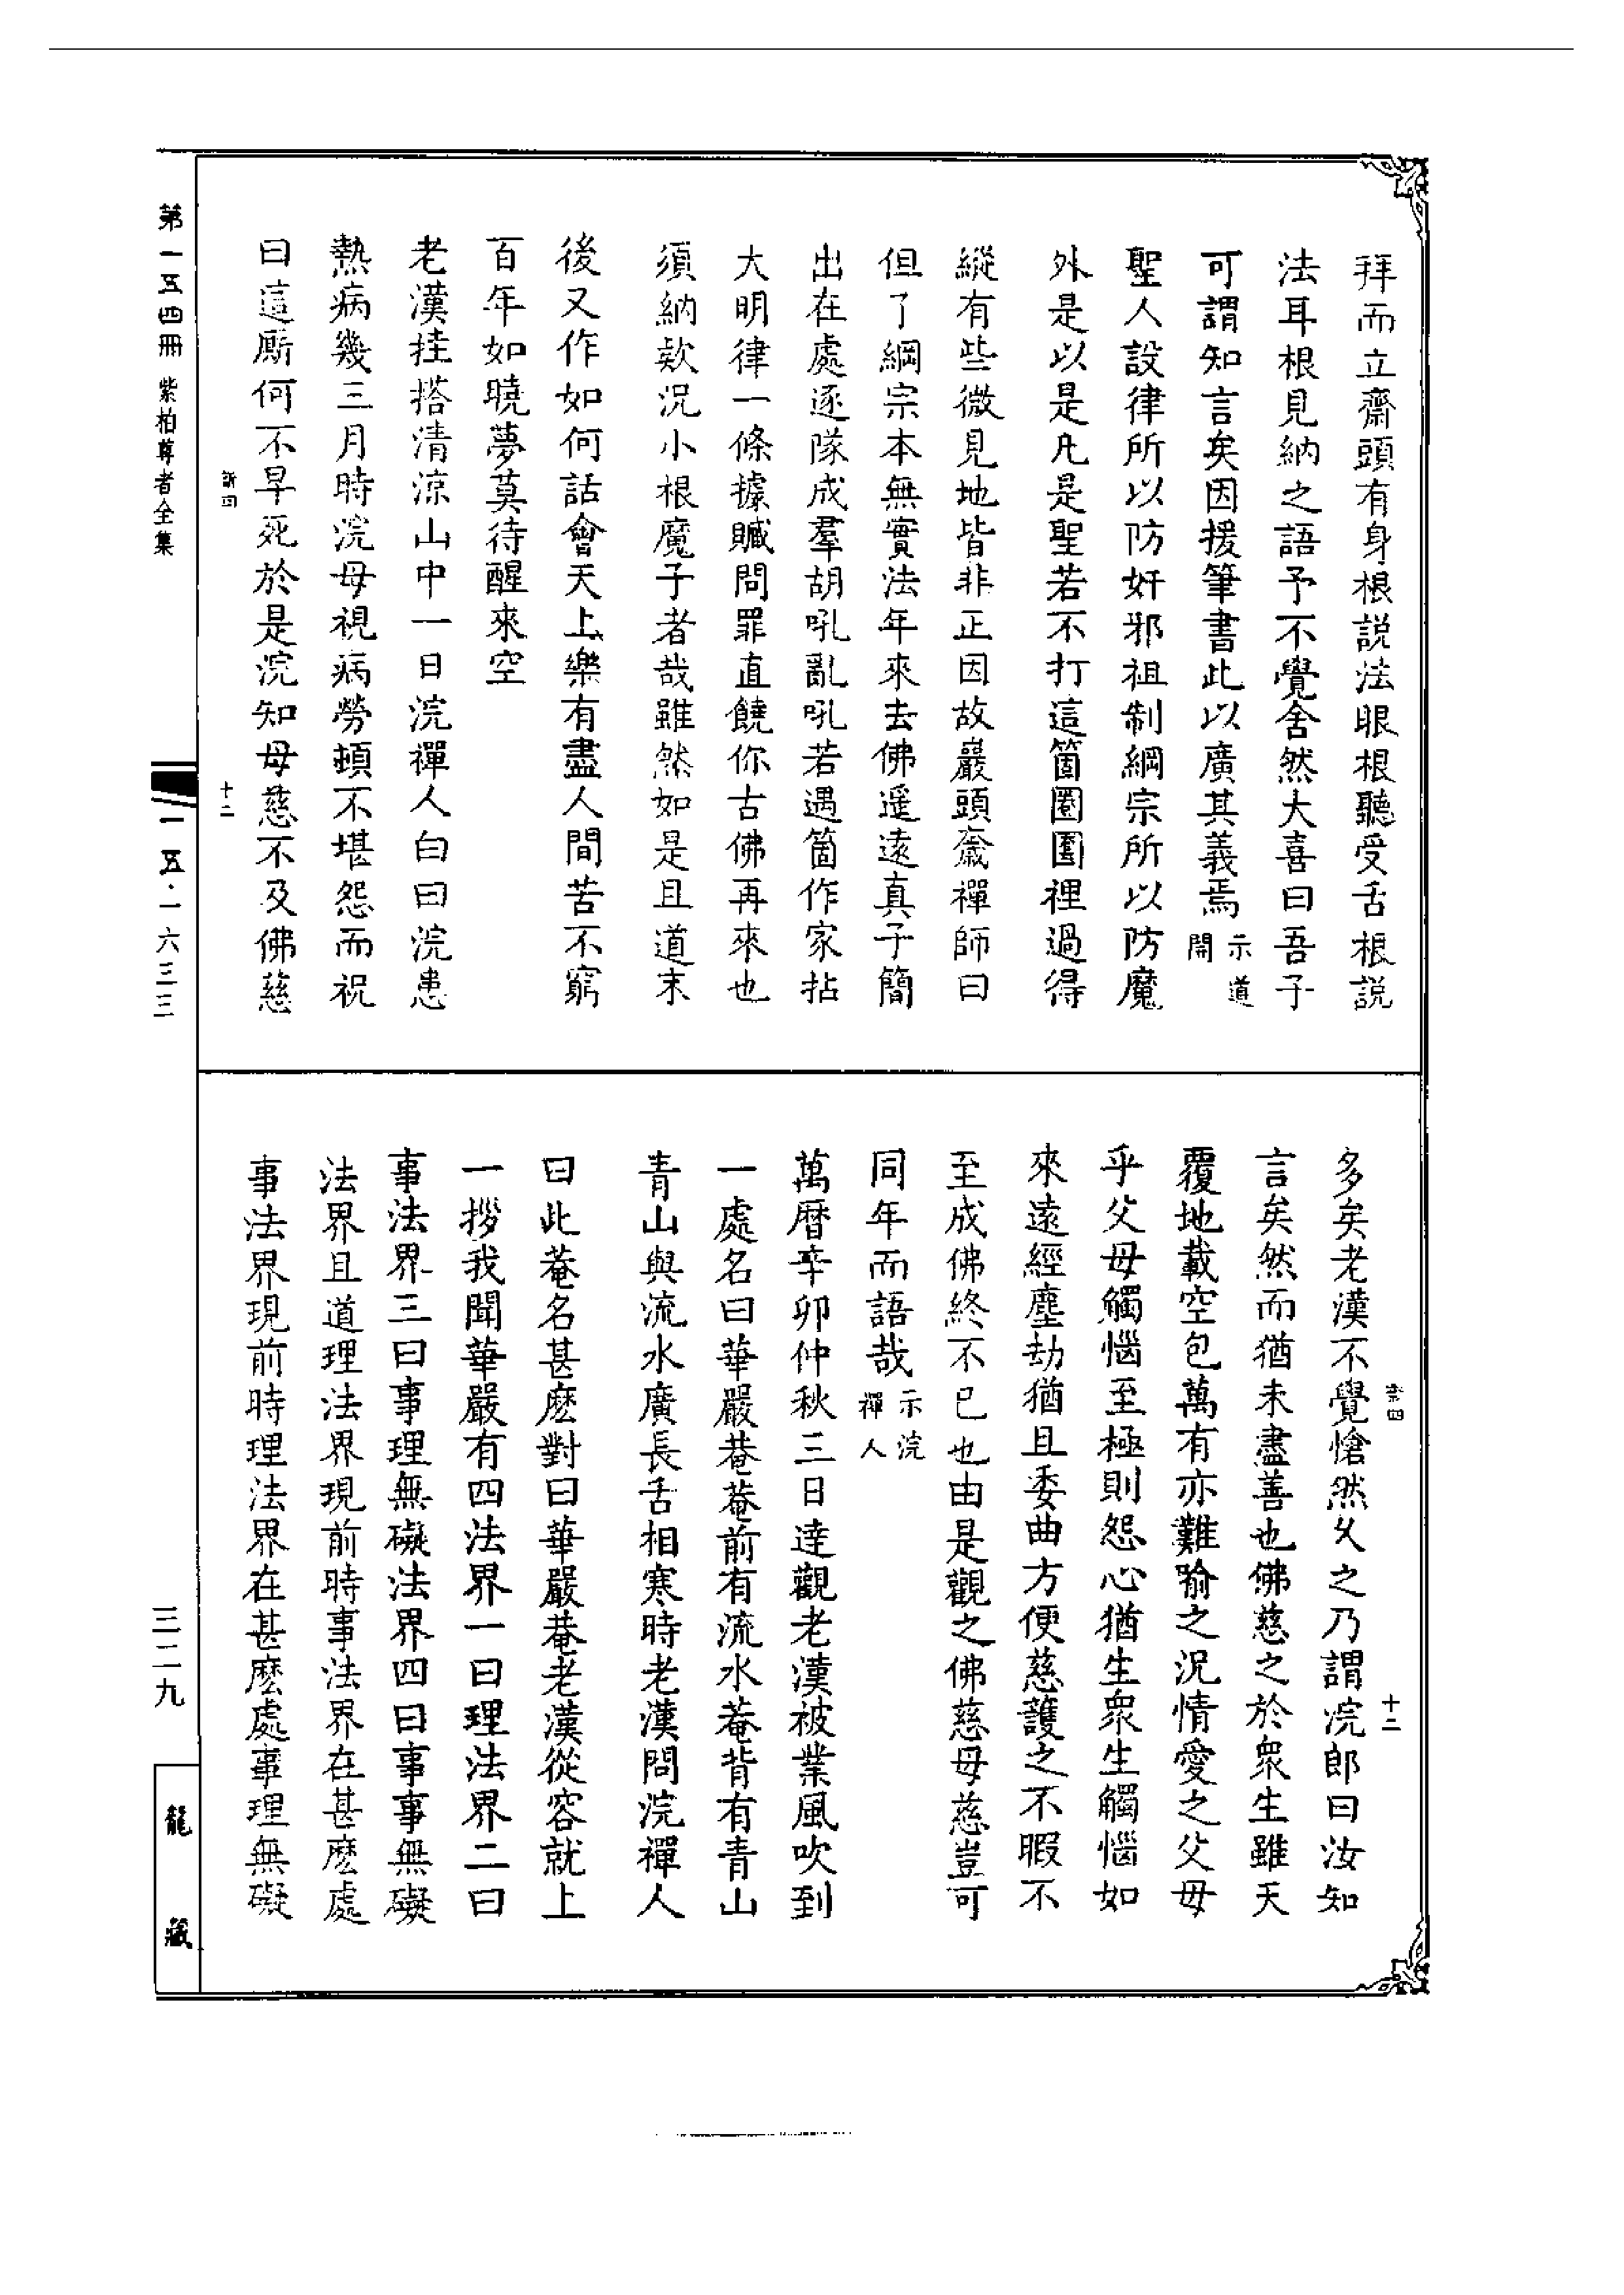 拜而立齋頭有身根説法眼根聽受舌根説
法耳根見納之語予不覺舍然大喜曰吾子
可謂知言矣因援筆書此以廣其義焉示道開
聖人設律所以防奸邪祖制綱宗所以防魔
外是以是凡是聖若不打這箇圈圚裡過得
縱有些微見地皆非正因故巖頭奯禪師曰
但了綱宗本無實法年來去佛遥遠真子簡
出在處逐隊成羣胡吼亂吼若遇箇作家拈
大明律一條據贓問罪直饒你古佛再來也
須納欵況小根魔子者哉雖然如是且道末
後又作如何話會天上樂有盡人間苦不窮
百年如曉夢莫待醒來空
老漢挂搭清涼山中一日浣禪人白曰浣患
熱病幾三月時浣母視病勞頓不堪怨而祝
曰這厮何不早死於是浣知母慈不及佛慈
十二
多矣老漢不覺愴然久之乃謂浣郎曰汝知
言矣然而猶未盡善也佛慈之於衆生雖天
覆地載空包萬有亦難喻之況情愛之父母
乎父母觸惱至極則怨心猶生衆生觸惱如
來遠經塵劫猶且委曲方便慈護之不暇不
至成佛終不已也由是觀之佛慈母慈豈可
同年而語哉示浣禪人
萬曆辛卯仲秋三日達觀老漢被業風吹到
一處名曰華嚴菴菴前有流水菴背有青山
青山與流水廣長舌相寒時老漢問浣禪人
曰此菴名甚麽對曰華嚴菴老漢從容就上
一拶我聞華嚴有四法界一曰理法界二曰
事法界三曰事理無礙法界四曰事事無礙
法界且道理法界現前時事法界在甚麽處
事法界現前時理法界在甚麽處事理無礙
十二
第一五四冊 紫柏尊者全集
一五·一六三三
三二九
龍藏